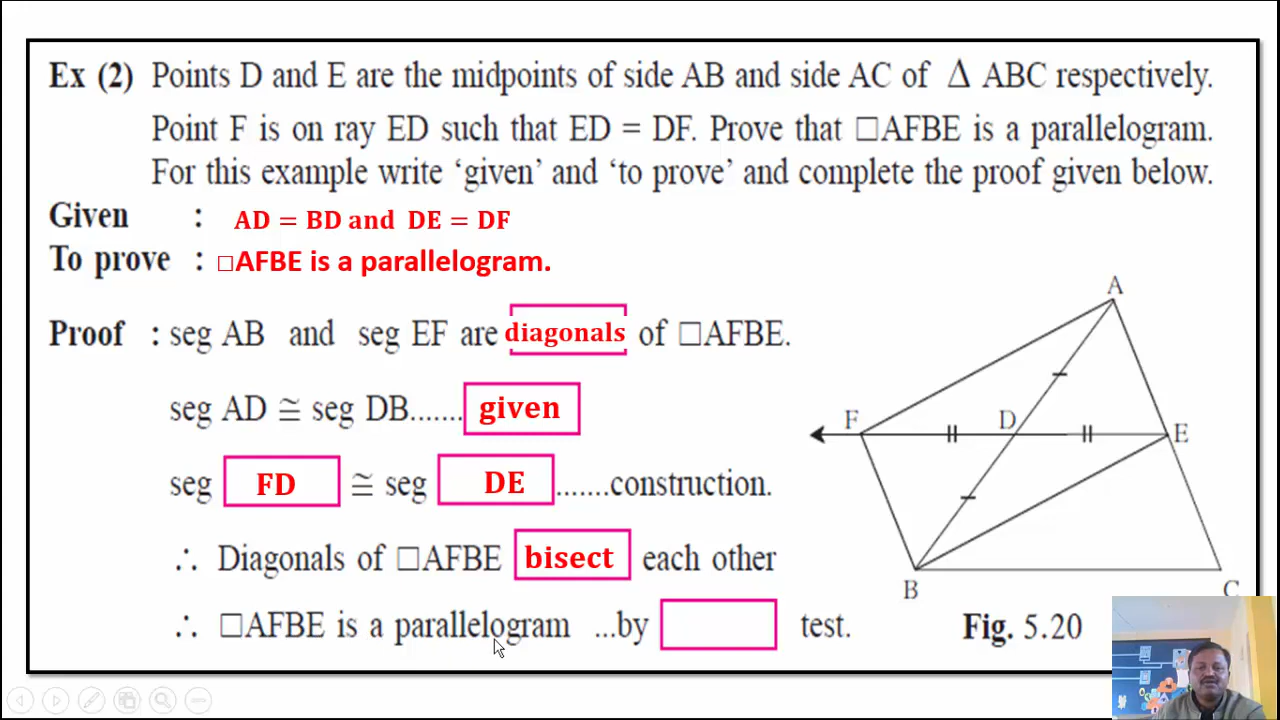 Ex (2) Points D and E are the midpoints of side AB and side AC of Δ ABC respectively.
Point F is on ray ED such that ED = DF. Prove that □AFBE is a parallelogram.
For this example write ‘given’ and ‘to prove’ and complete the proof given below.
Given : AD = BD and DE = DF
To prove : □AFBE is a parallelogram.
Proof : seg AB and seg EF are diagonals of □AFBE.
seg AD ≅ seg DB....... given
seg FD ≅ seg DE .......construction.
∴ Diagonals of □AFBE bisect each other
∴ □AFBE is a parallelogram ...by test.
A
F
D
E
B
C
Fig. 5.20